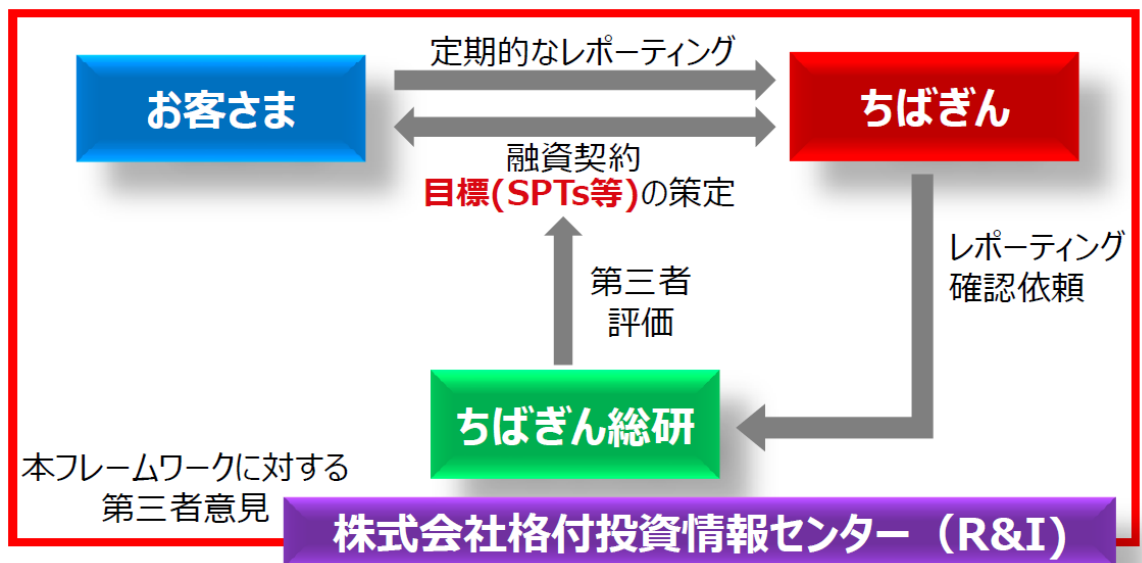 定期的なレポーティング
お客さま
ちばぎん
融資契約
目標(SPTs等)の策定
レポーティング
確認依頼
第三者
評価
ちばぎん総研
本フレームワークに対する
第三者意見
株式会社格付投資情報センター（R&I)